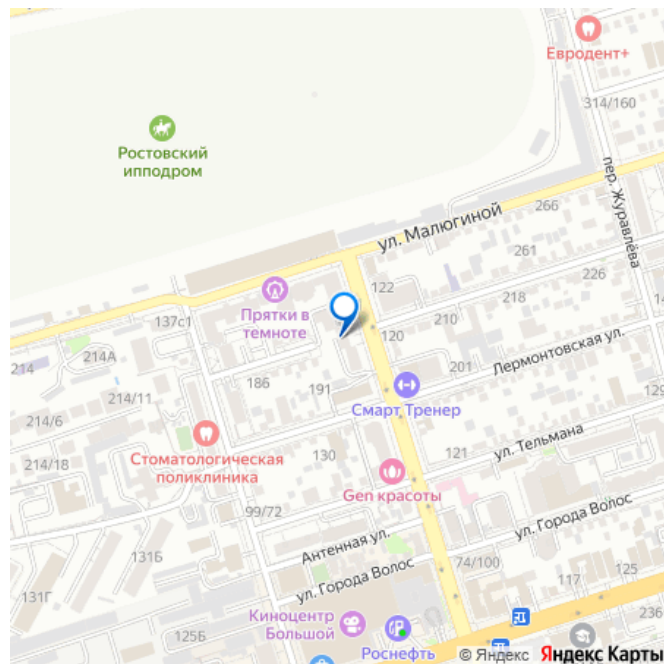 Евродент+
314/160
Ростовский
ипподром
пер. Журавлёва
ул. Малюгиной
266
261
226
122
218
Прятки в
темноте
137с1
120
210
214
214А
201
Лермонтовская ул.
186
191
Смарт Тренер
214/11
129
214/6
Стоматологическая
поликлиника
130
121
ул. Тельмана
214/18
Gen красоты
99/72
ул. Города Волос
Антенная ул.
131Б
74/100
ул. Города Волос
117
125
131Г
Киноцентр
Большой
236
125Б
Роснефть
© Яндекс Яндекс Карты